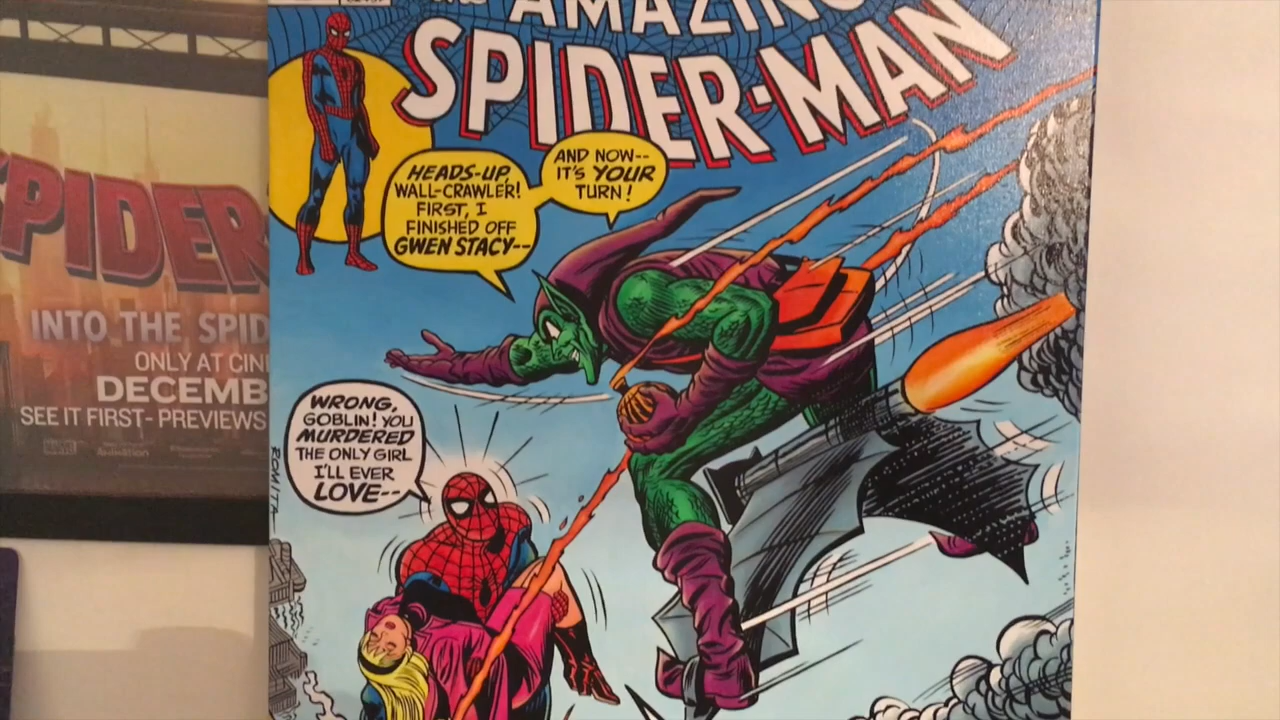 AMAZING
SPIDER-MAN
HEADS-UP,
WALL-CRAWLER!
FIRST, I
FINISHED OFF
GWEN STACY--
AND NOW--
IT'S YOUR
TURN!
WRONG,
GOBLIN! YOU
MURDERED
THE ONLY GIRL
I'LL EVER
LOVE--
ROMITA
SPIDER
INTO THE SPID
ONLY AT CIN
DECEMB
SEE IT FIRST- PREVIEWS